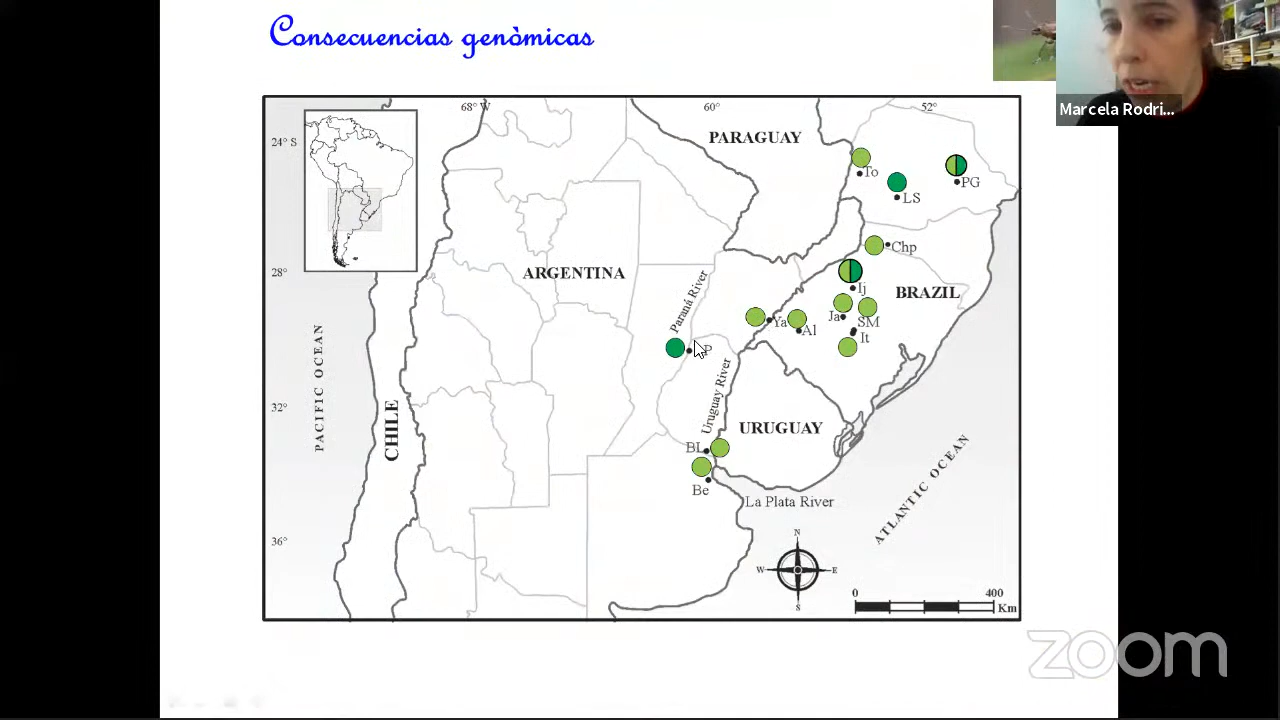 Consecuencias genòmicas
Marcela Rodri...
68° W
60°
52°
24° S
PARAGUAY
To
PG
LS
Chp
28°
ARGENTINA
Paraná River
Ij
BRAZIL
Ja
SM
Ya
Al
It
P
PACIFIC OCEAN
32°
CHILE
Uruguay River
URUGUAY
BL
Be
La Plata River
ATLANTIC OCEAN
36°
N
W
E
S
0
400
Km
zoom